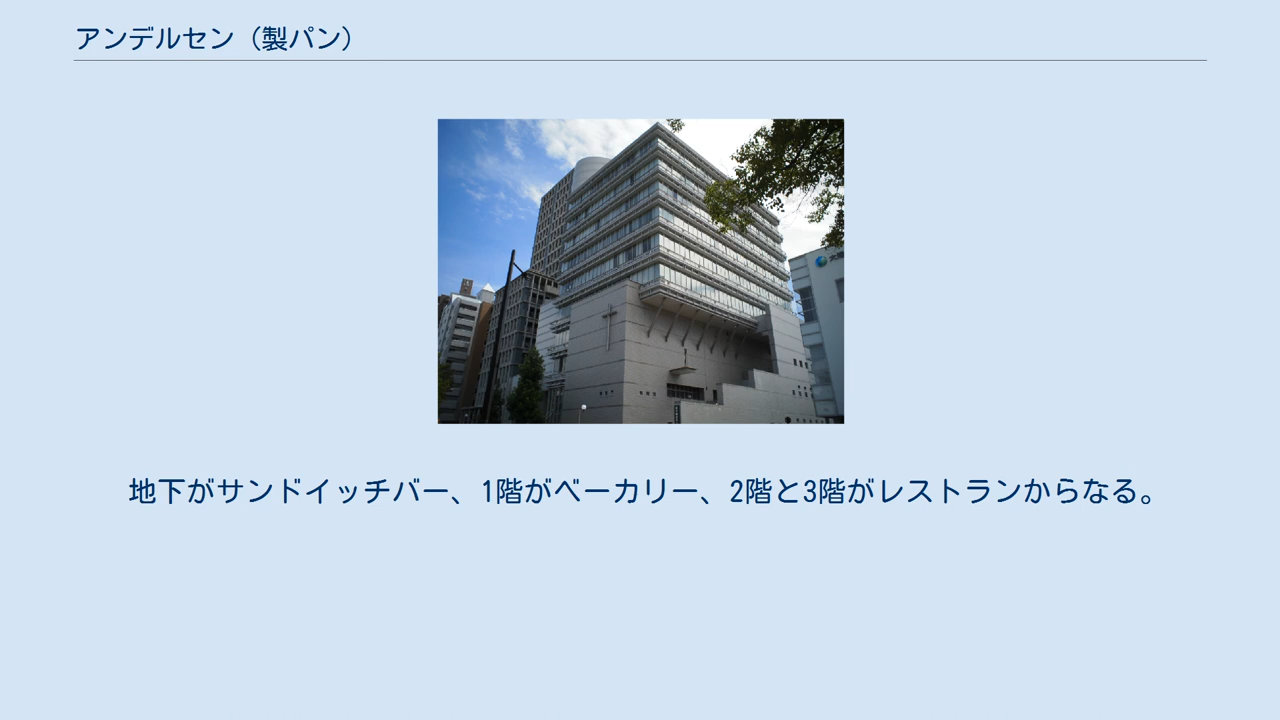 アンデルセン（製パン）
地下がサンドイッチバー、1階がベーカリー、2階と3階がレストランからなる。